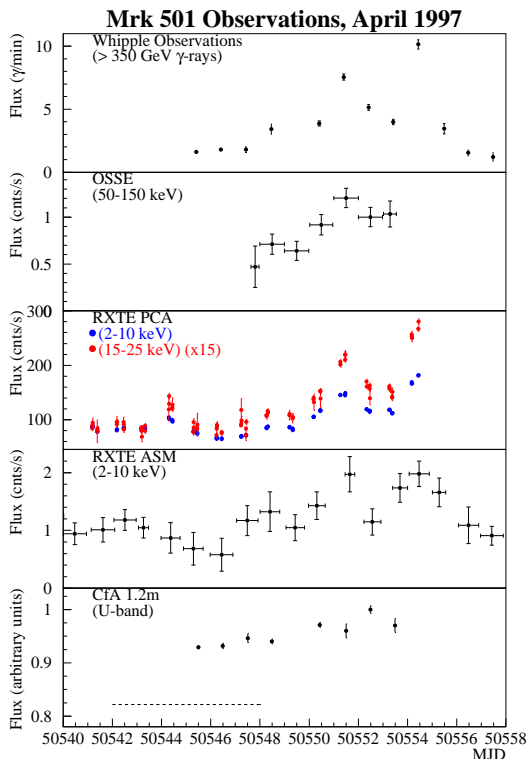 Mrk 501 Observations, April 1997
Whipple Observations
(> 350 GeV γ-rays)
Flux (γ/min)
10
5
0
OSSE
(50-150 keV)
Flux (cnts/s)
1
0.5
0
RXTE PCA
(2-10 keV)
(15-25 keV) (x15)
Flux (cnts/s)
300
200
100
RXTE ASM
(2-10 keV)
Flux (cnts/s)
2
1
0
CfA 1.2m
(U-band)
Flux (arbitrary units)
1
0.9
0.8
50540 50542 50544 50546 50548 50550 50552 50554 50556 50558
MJD